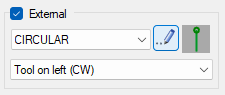 External
CIRCULAR
Tool on left (CW)